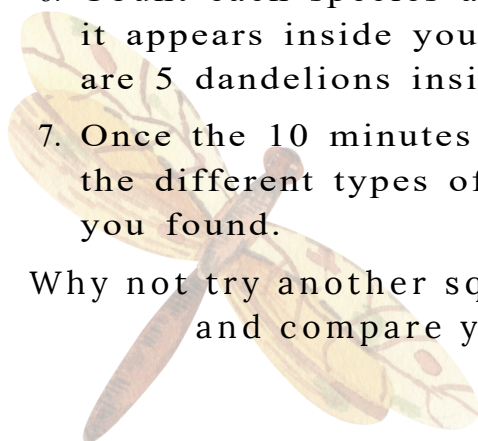 it appears inside you
are 5 dandelions insi
7. Once the 10 minutes
the different types of
you found.
Why not try another sq
and compare y